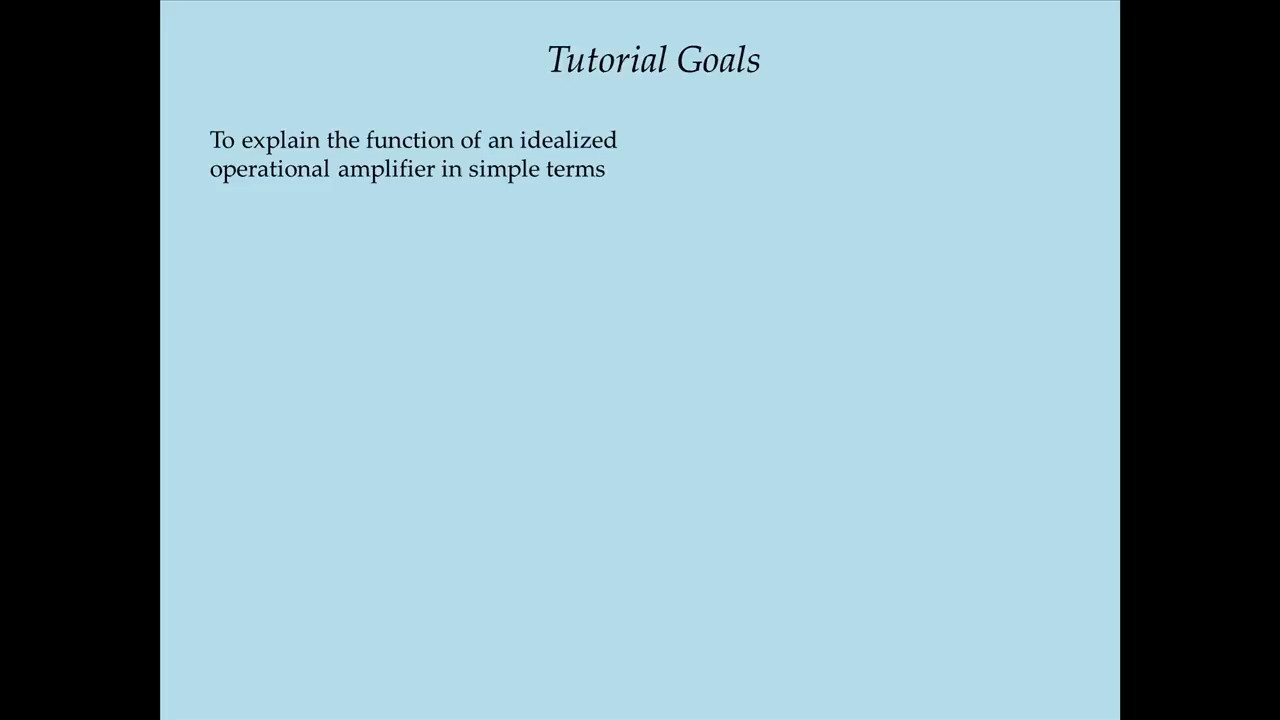 Tutorial Goals
To explain the function of an idealized
operational amplifier in simple terms